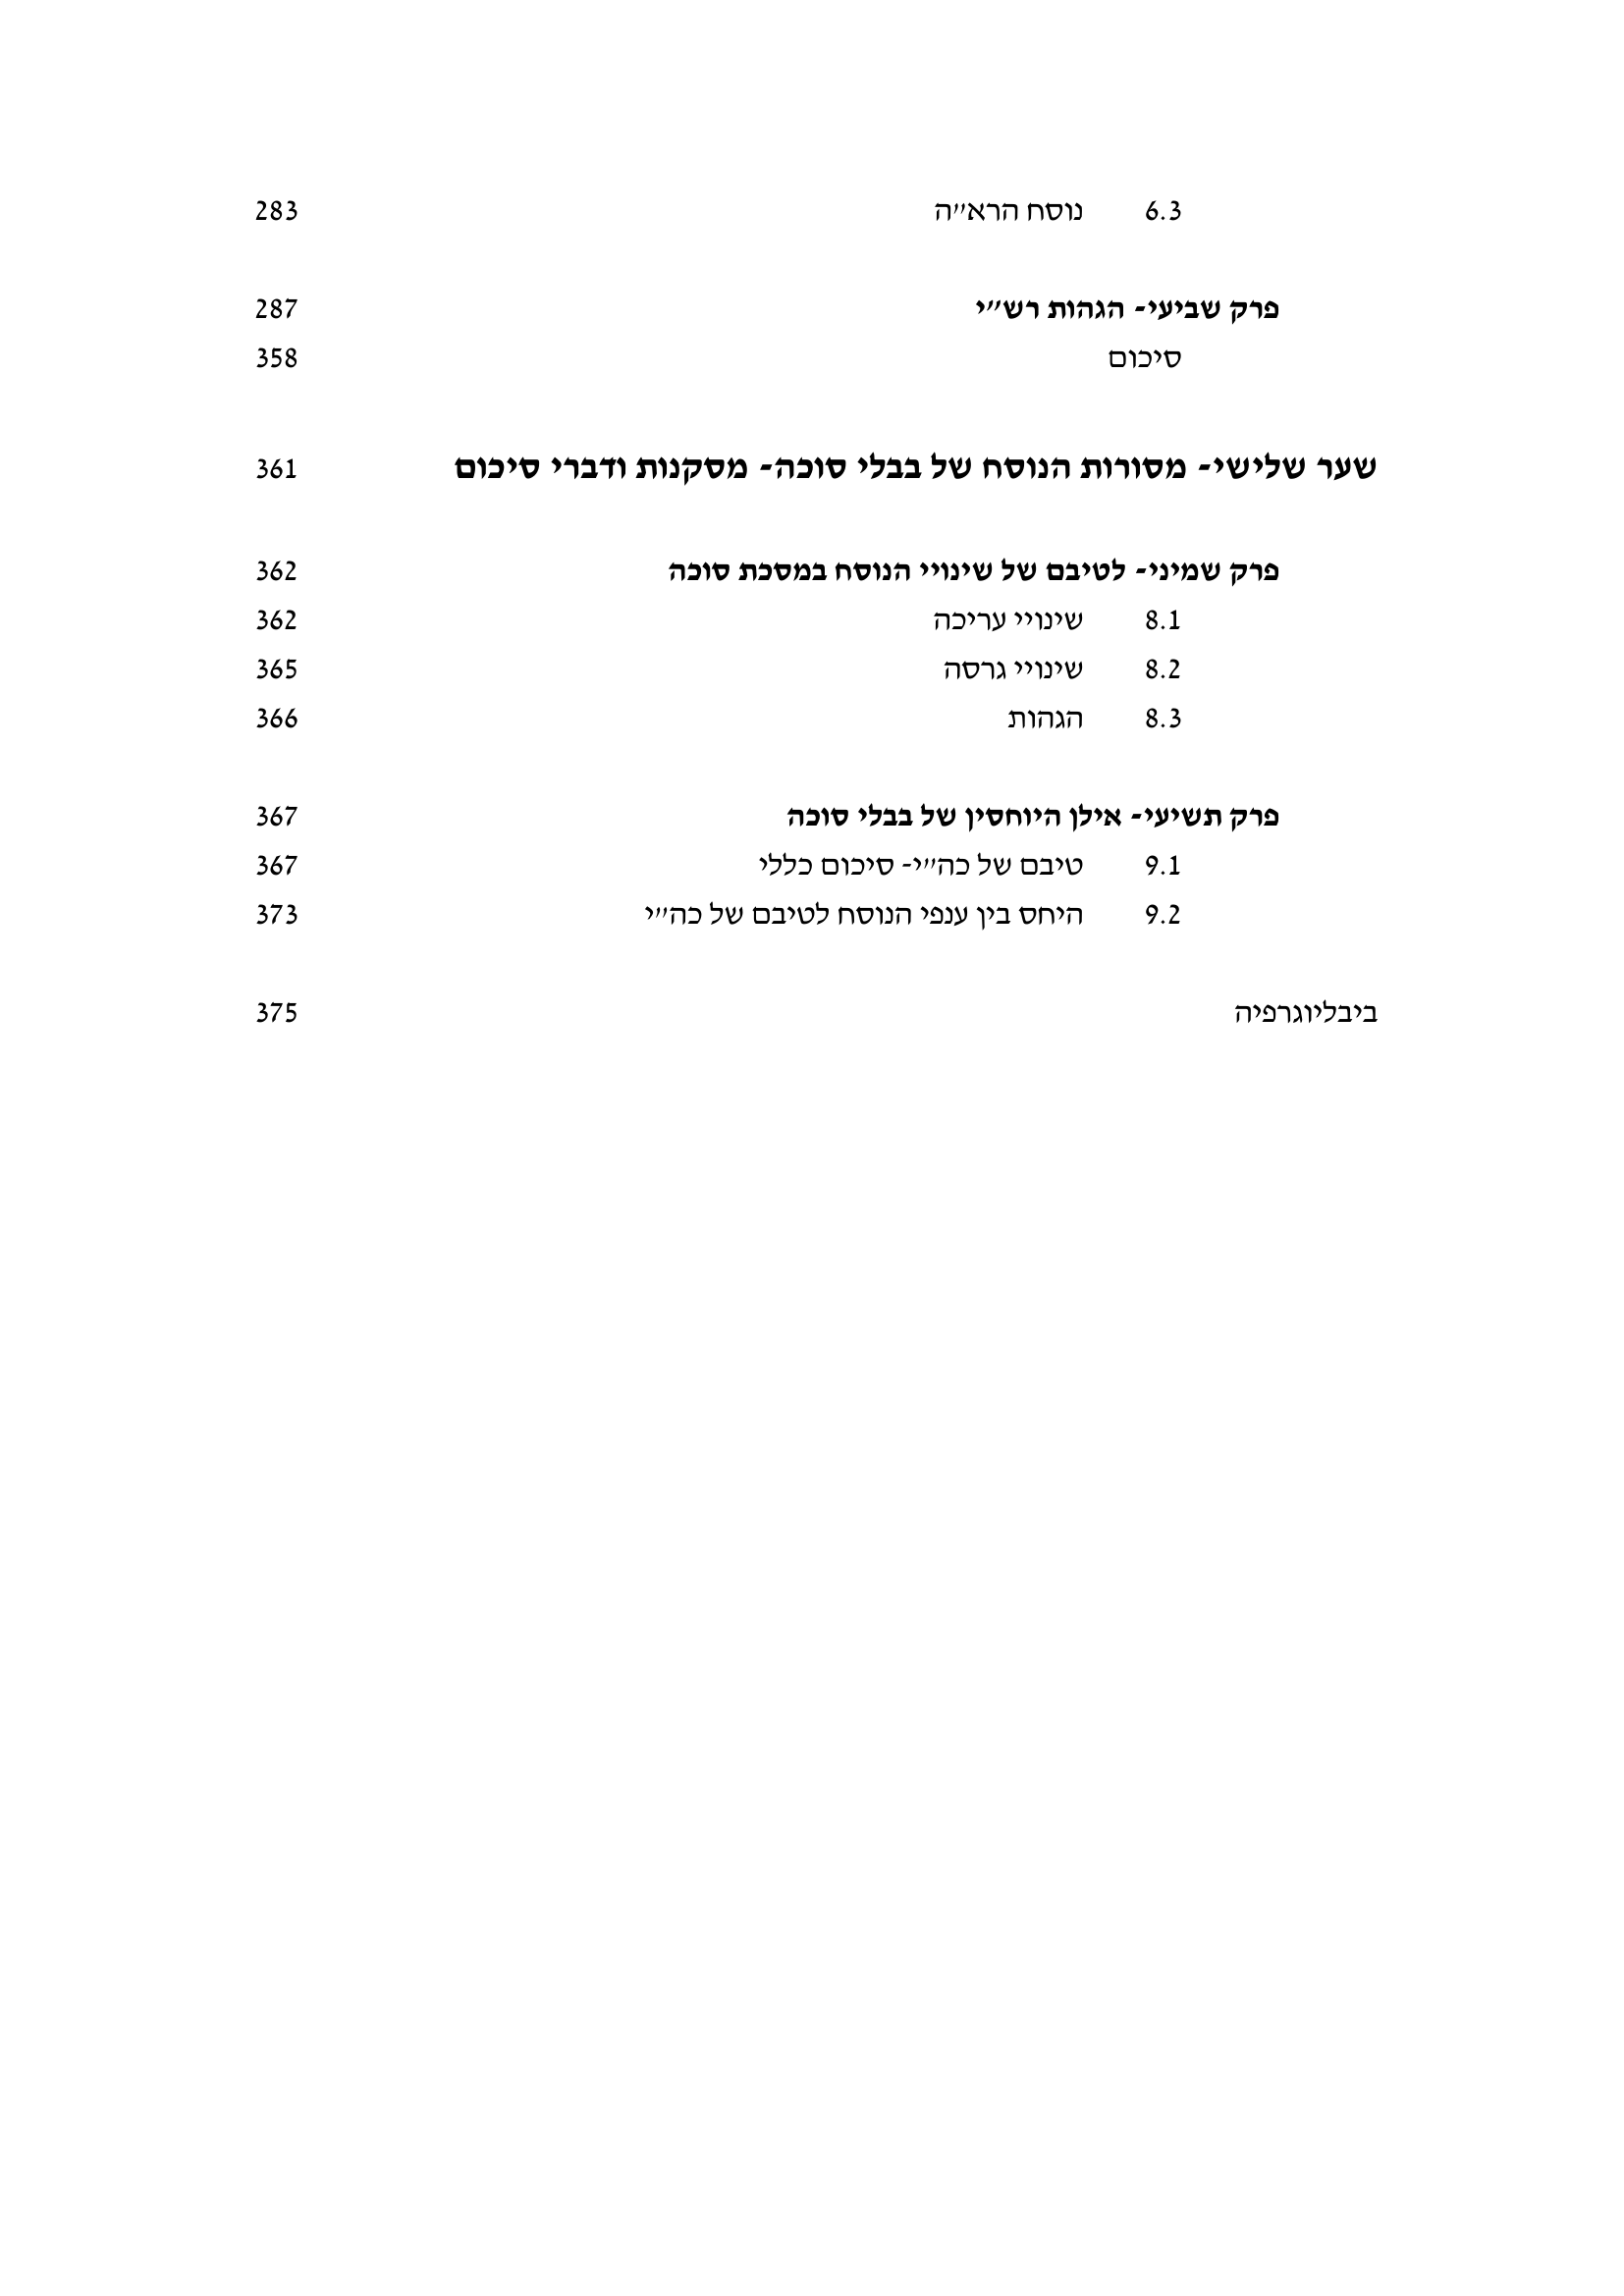 6.3 נוסח הרא״ה 283
פרק שביעי- הגהות רש״י 287
סיכום 358
שער שלישי- מסורות הנוסח של בבלי סוכה- מסקנות ודברי סיכום 361
פרק שמיני- לטיבם של שינויי הנוסח במסכת סוכה 362
8.1 שינויי עריכה 362
8.2 שינויי גרסה 365
8.3 הגהות 366
פרק תשיעי- אילן היוחסין של בבלי סוכה 367
9.1 טיבם של כה״י- סיכום כללי 367
9.2 היחס בין ענפי הנוסח לטיבם של כה״י 373
ביבליוגרפיה 375